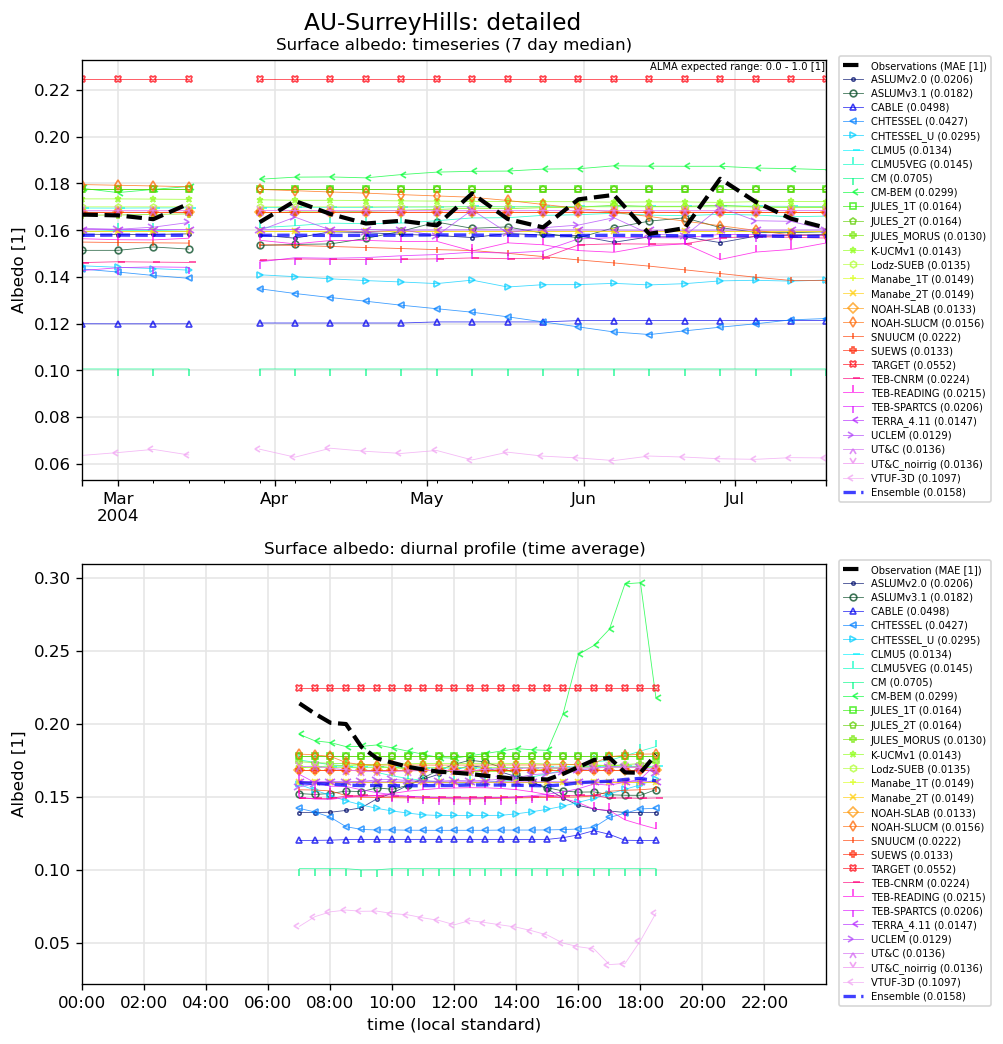 AU-SurreyHills: detailed
Surface albedo: timeseries (7 day median)
ALMA expected range: 0.0 - 1.0 [1]
Albedo [1]
0.22
0.20
0.18
0.16
0.14
0.12
0.10
0.08
0.06
Mar
2004
Apr
May
Jun
Jul
Observations (MAE [1])
ASLUMv2.0 (0.0206)
ASLUMv3.1 (0.0182)
CABLE (0.0498)
CHTESSEL (0.0427)
CHTESSEL_U (0.0295)
CLMU5 (0.0134)
CLMU5VEG (0.0145)
CM (0.0705)
CM-BEM (0.0299)
JULES_1T (0.0164)
JULES_2T (0.0164)
JULES_MORUS (0.0130)
K-UCMv1 (0.0143)
Lodz-SUEB (0.0135)
Manabe_1T (0.0149)
Manabe_2T (0.0149)
NOAH-SLAB (0.0133)
NOAH-SLUCM (0.0156)
SNUUCM (0.0222)
SUEWS (0.0133)
TARGET (0.0552)
TEB-CNRM (0.0224)
TEB-READING (0.0215)
TEB-SPARTCS (0.0206)
TERRA_4.11 (0.0147)
UCLEM (0.0129)
UT&C (0.0136)
UT&C_noirrig (0.0136)
VTUF-3D (0.1097)
Ensemble (0.0158)
Surface albedo: diurnal profile (time average)
Albedo [1]
0.30
0.25
0.20
0.15
0.10
0.05
00:00
02:00
04:00
06:00
08:00
10:00
12:00
14:00
16:00
18:00
20:00
22:00
time (local standard)
Observation (MAE [1])
ASLUMv2.0 (0.0206)
ASLUMv3.1 (0.0182)
CABLE (0.0498)
CHTESSEL (0.0427)
CHTESSEL_U (0.0295)
CLMU5 (0.0134)
CLMU5VEG (0.0145)
CM (0.0705)
CM-BEM (0.0299)
JULES_1T (0.0164)
JULES_2T (0.0164)
JULES_MORUS (0.0130)
K-UCMv1 (0.0143)
Lodz-SUEB (0.0135)
Manabe_1T (0.0149)
Manabe_2T (0.0149)
NOAH-SLAB (0.0133)
NOAH-SLUCM (0.0156)
SNUUCM (0.0222)
SUEWS (0.0133)
TARGET (0.0552)
TEB-CNRM (0.0224)
TEB-READING (0.0215)
TEB-SPARTCS (0.0206)
TERRA_4.11 (0.0147)
UCLEM (0.0129)
UT&C (0.0136)
UT&C_noirrig (0.0136)
VTUF-3D (0.1097)
Ensemble (0.0158)